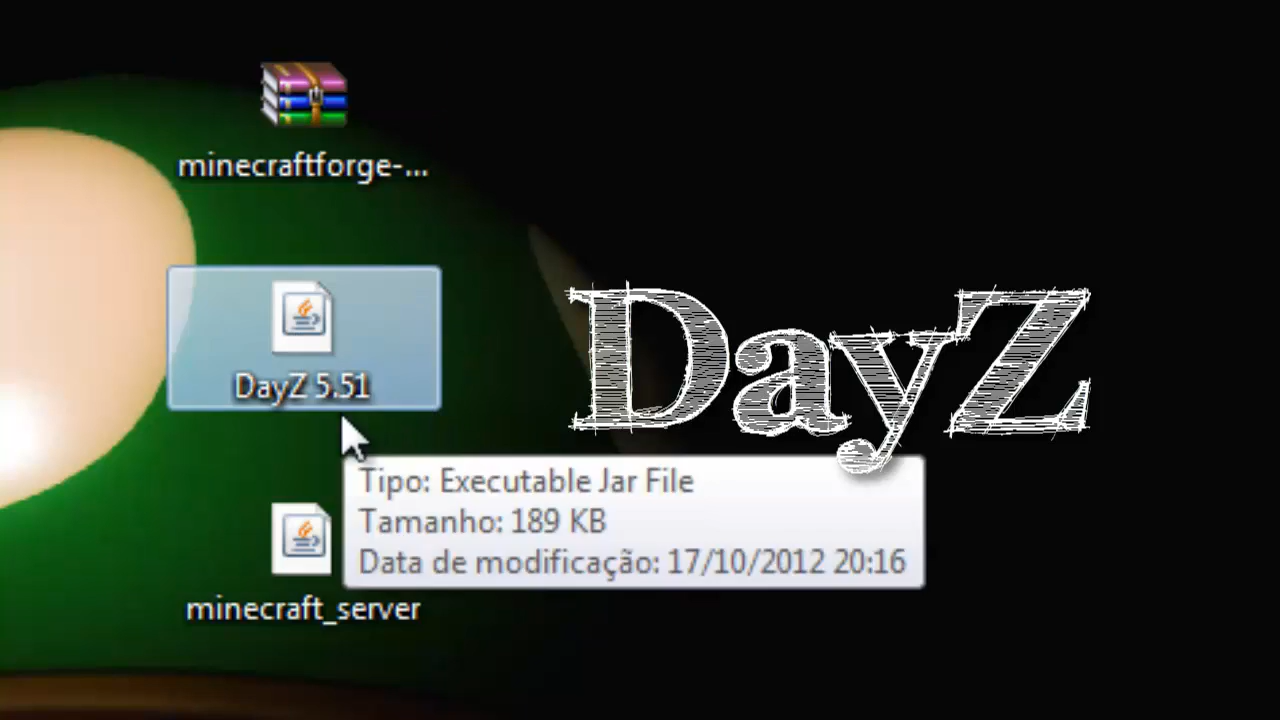 minecraftforge-...
DayZ 5.51
DayZ
Tipo: Executable Jar File
Tamanho: 189 KB
Data de modificação: 17/10/2012 20:16
minecraft_server